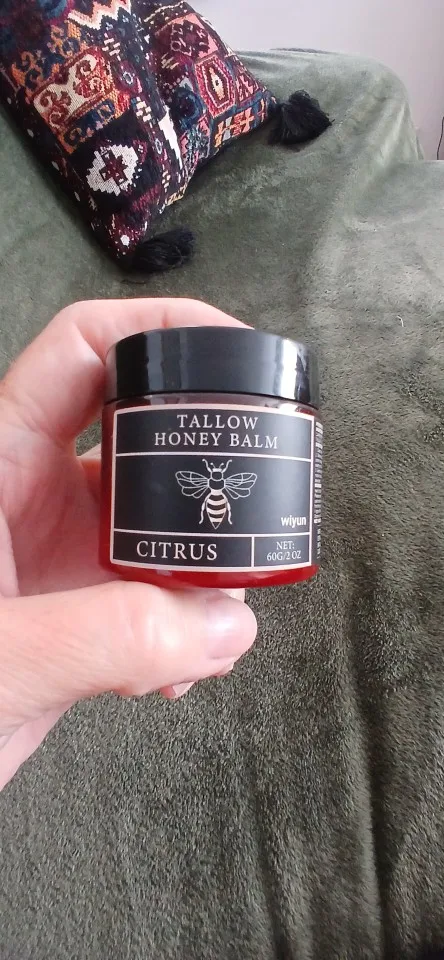 TALLOW
HONEY BALM
wiyun
CITRUS
NET:
60G/2 OZ